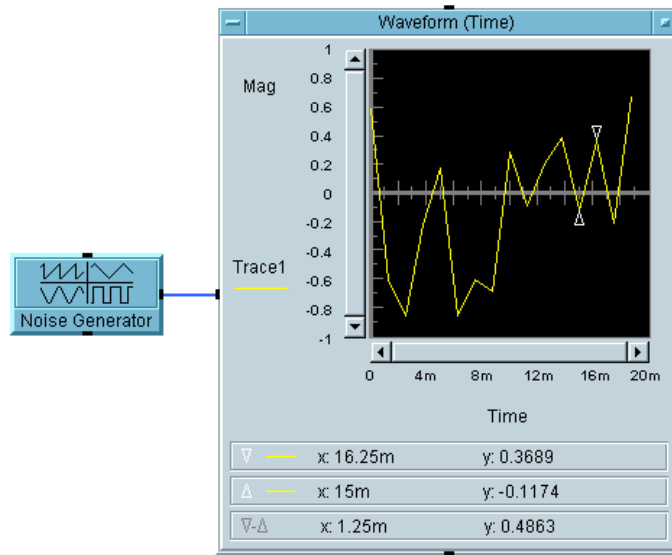 Waveform (Time)
Mag
1
0.8
0.6
0.4
0.2
0
-0.2
-0.4
-0.6
-0.8
-1
Trace1
Noise Generator
0 4m 8m 12m 16m 20m
Time
x: 16.25m y: 0.3689
x: 15m y: -0.1174
∇-Δ x: 1.25m y: 0.4863